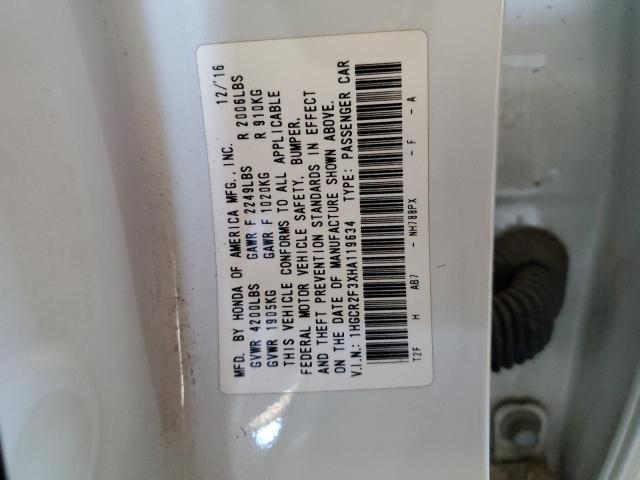 MFD. BY HONDA OF AMERICA MFG., INC. 12/'16
GVWR 4200LBS GAWR F 2249LBS R 2006LBS
GVWR 1905KG GAWR F 1020KG R 910KG
THIS VEHICLE CONFORMS TO ALL APPLICABLE
FEDERAL MOTOR VEHICLE SAFETY, BUMPER,
AND THEFT PREVENTION STANDARDS IN EFFECT
ON THE DATE OF MANUFACTURE SHOWN ABOVE.
V.I.N.: 1HGCR2F3XHA119634 TYPE: PASSENGER CAR
T2F H AB7 - NH788PX - F - A